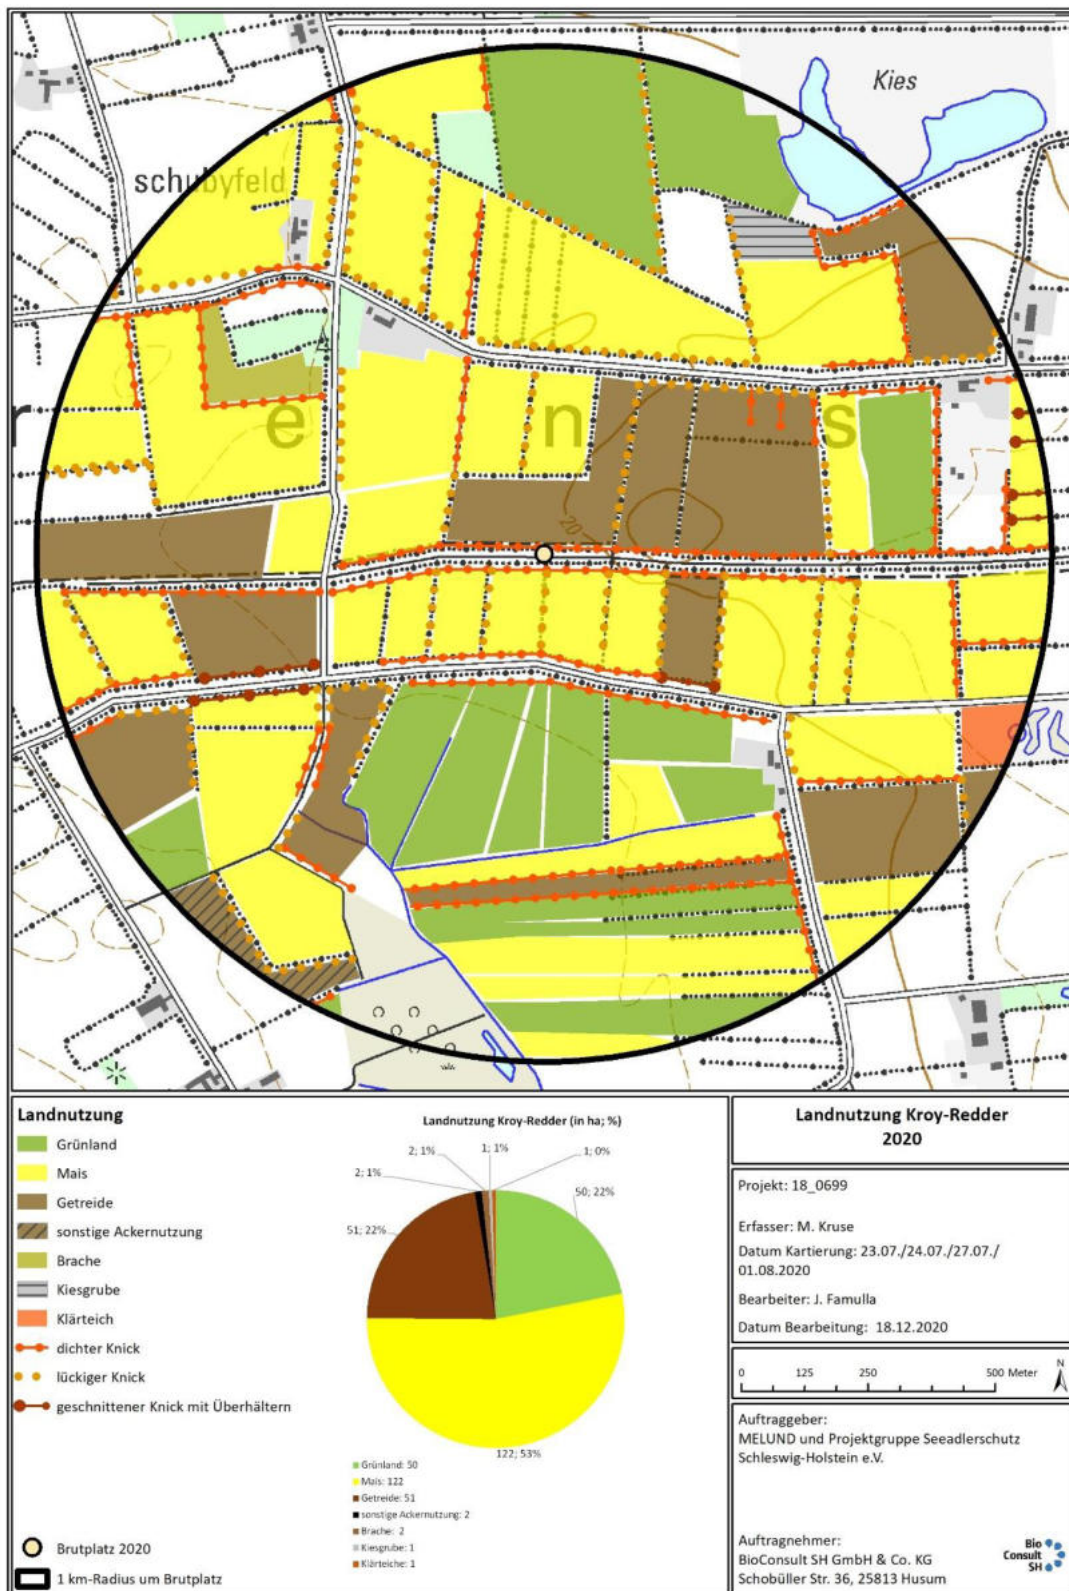 Kies
schubyfeld
r
e
n
s
20
Landnutzung
Grünland
Mais
Getreide
sonstige Ackernutzung
Brache
Kiesgrube
Klärteich
dichter Knick
lückiger Knick
geschnittener Knick mit Überhältern
Brutplatz 2020
1 km-Radius um Brutplatz
Landnutzung Kroy-Redder (in ha; %)
2; 1%
1; 1%
1; 0%
2; 1%
50; 22%
51; 22%
122; 53%
Grünland: 50
Mais: 122
Getreide: 51
sonstige Ackernutzung: 2
Brache: 2
Kiesgrube: 1
Klärteiche: 1
Landnutzung Kroy-Redder
2020
Projekt: 18_0699
Erfasser: M. Kruse
Datum Kartierung: 23.07./24.07./27.07./
01.08.2020
Bearbeiter: J. Famulla
Datum Bearbeitung: 18.12.2020
0 125 250 500 Meter
N
Auftraggeber:
MELUND und Projektgruppe Seeadlerschutz
Schleswig-Holstein e.V.
Auftragnehmer:
BioConsult SH GmbH & Co. KG
Schobüller Str. 36, 25813 Husum
Bio
Consult
SH